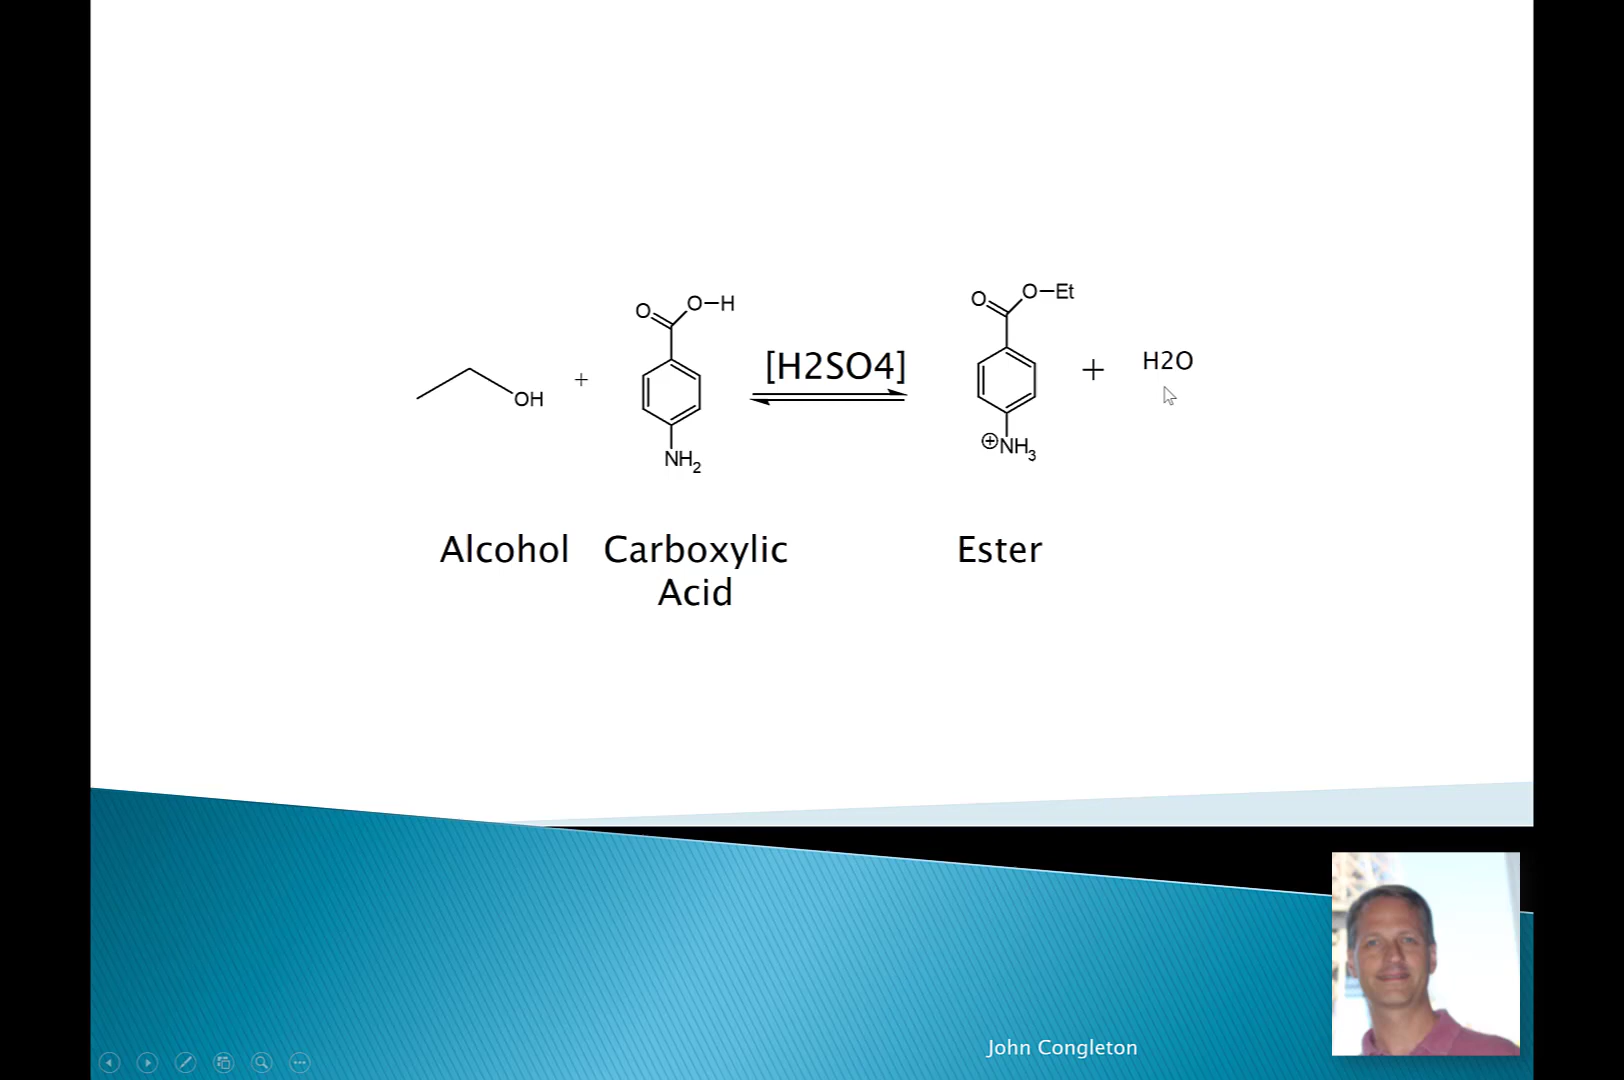 O O–H
O O–Et
[H2SO4]
+ H2O
+
OH
NH2
⊕NH3
Alcohol Carboxylic Ester
Acid
John Congleton